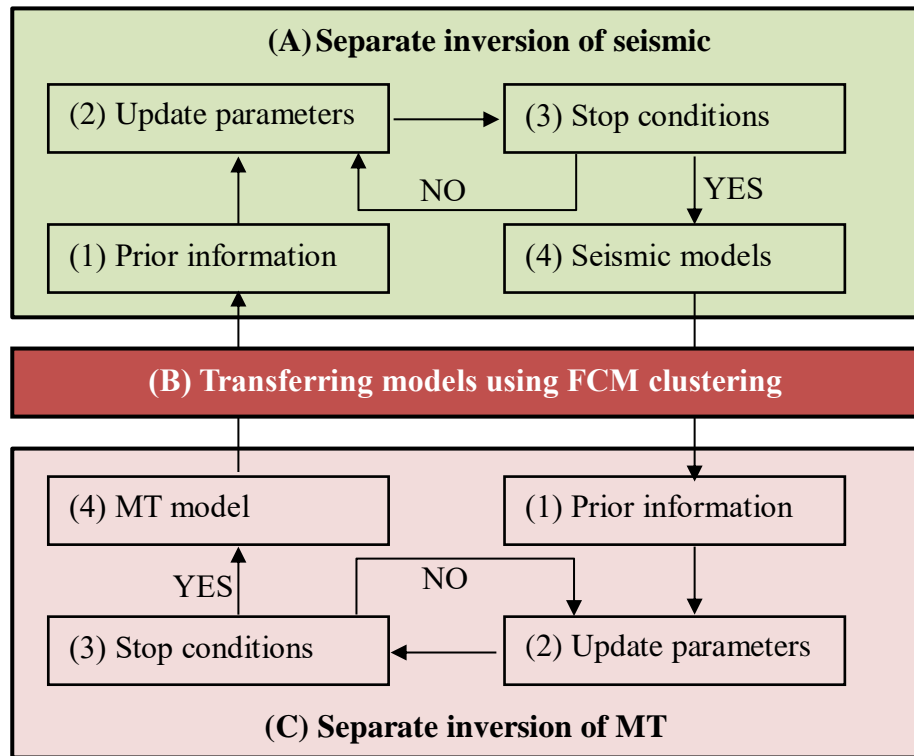 (A) Separate inversion of seismic
(2) Update parameters
(3) Stop conditions
NO
YES
(1) Prior information
(4) Seismic models
(B) Transferring models using FCM clustering
(4) MT model
(1) Prior information
YES
NO
(3) Stop conditions
(2) Update parameters
(C) Separate inversion of MT